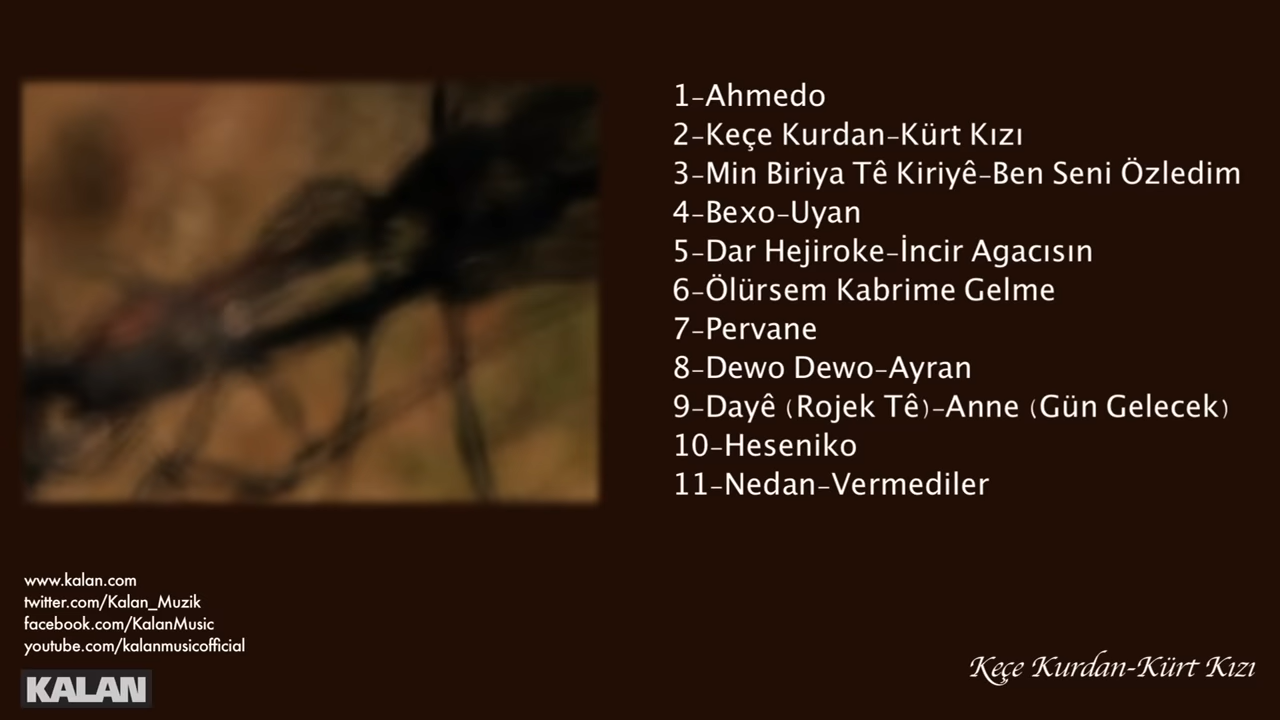 1-Ahmedo
2-Keçe Kurdan-Kürt Kızı
3-Min Biriya Tê Kiriyê-Ben Seni Özledim
4-Bexo-Uyan
5-Dar Hejiroke-İncir Agacısın
6-Ölürsem Kabrime Gelme
7-Pervane
8-Dewo Dewo-Ayran
9-Dayê (Rojek Tê)-Anne (Gün Gelecek)
10-Heseniko
11-Nedan-Vermediler
www.kalan.com
twitter.com/Kalan_Muzik
facebook.com/KalanMusic
youtube.com/kalanmusicofficial
KALAN
Keçe Kurdan-Kürt Kızı